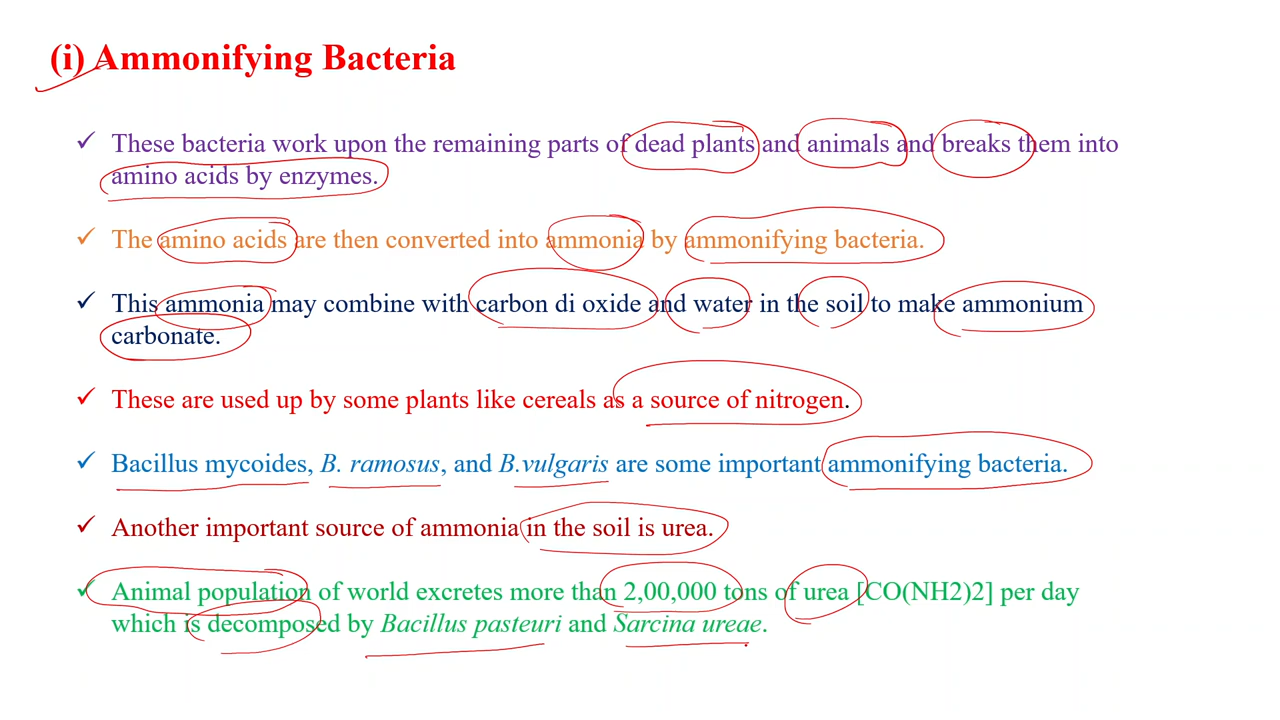 (i) Ammonifying Bacteria
✓ These bacteria work upon the remaining parts of dead plants and animals and breaks them into
amino acids by enzymes.
✓ The amino acids are then converted into ammonia by ammonifying bacteria.
✓ This ammonia may combine with carbon di oxide and water in the soil to make ammonium
carbonate.
✓ These are used up by some plants like cereals as a source of nitrogen.
✓ Bacillus mycoides, B. ramosus, and B.vulgaris are some important ammonifying bacteria.
✓ Another important source of ammonia in the soil is urea.
✓ Animal population of world excretes more than 2,00,000 tons of urea [CO(NH2)2] per day
which is decomposed by Bacillus pasteuri and Sarcina ureae.